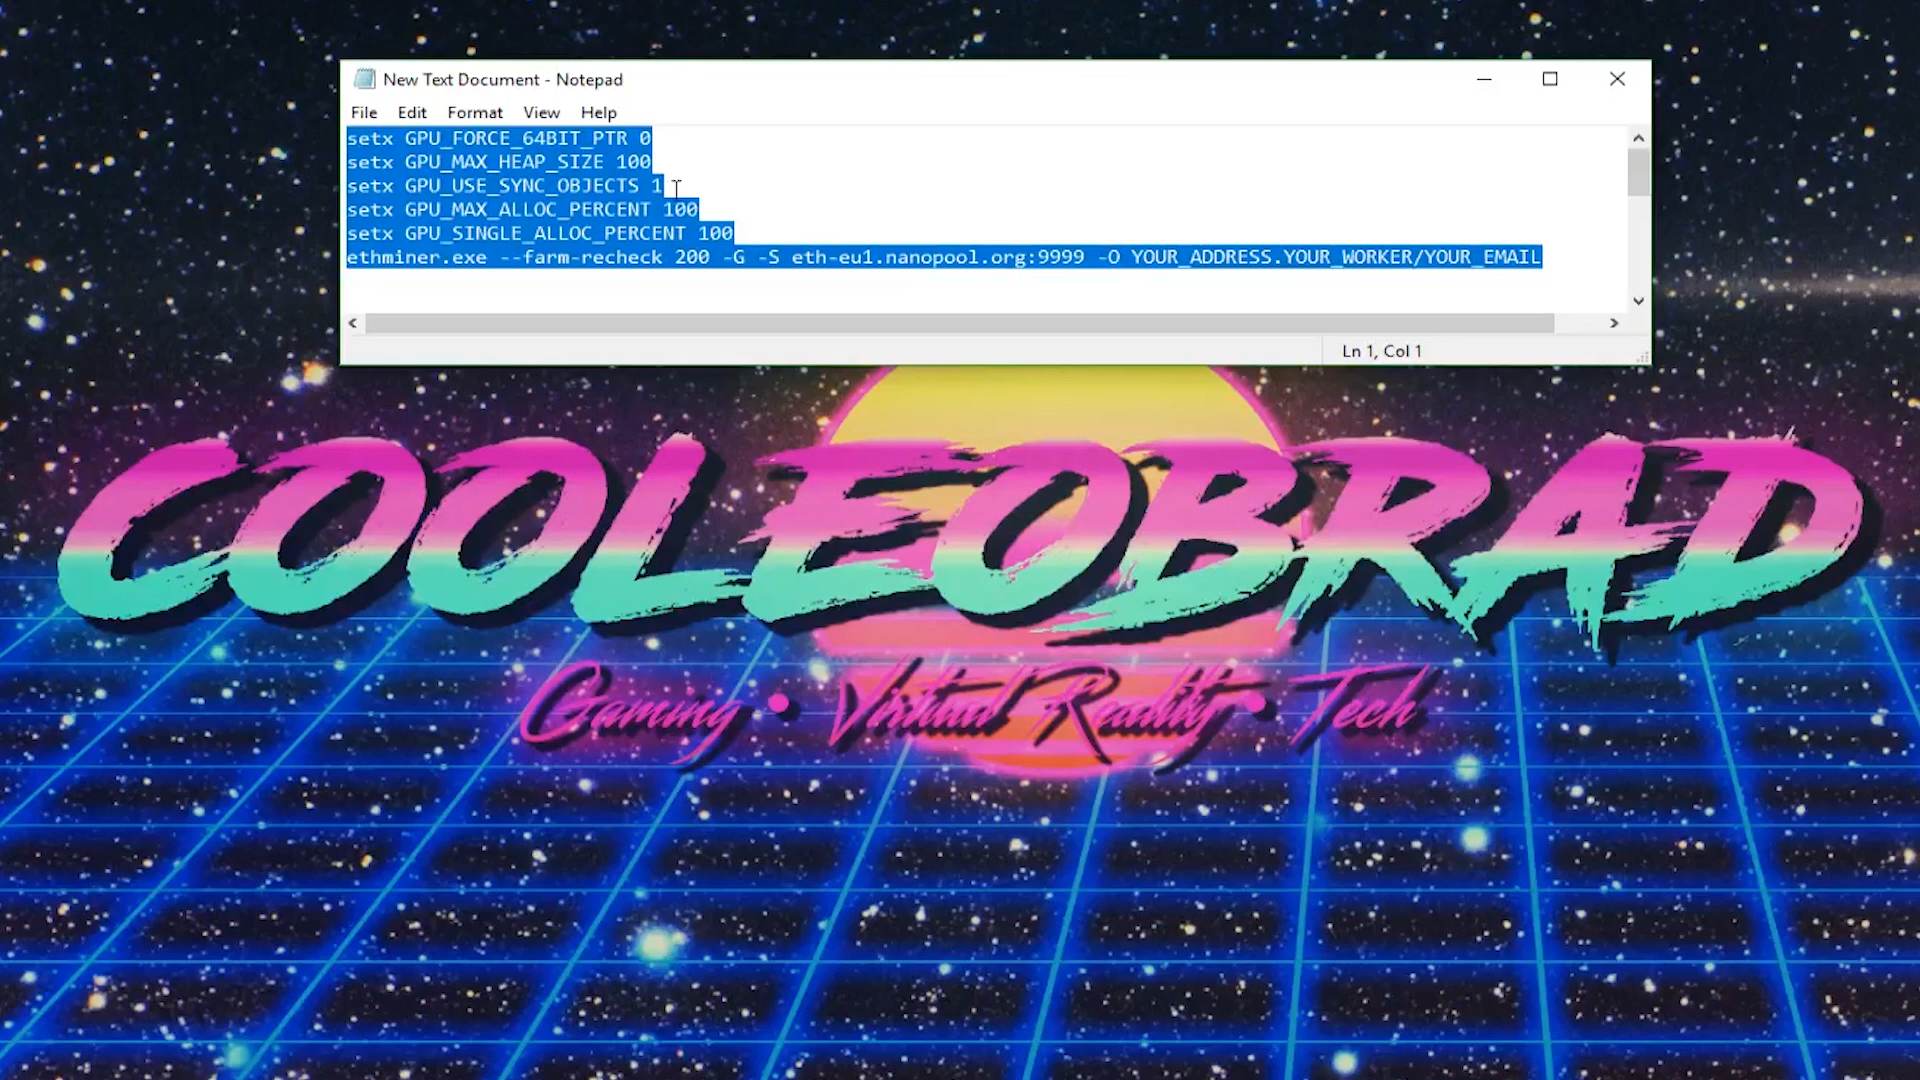 New Text Document - Notepad
File Edit Format View Help
setx GPU_FORCE_64BIT_PTR 0
setx GPU_MAX_HEAP_SIZE 100
setx GPU_USE_SYNC_OBJECTS 1
setx GPU_MAX_ALLOC_PERCENT 100
setx GPU_SINGLE_ALLOC_PERCENT 100
ethminer.exe --farm-recheck 200 -G -S eth-eu1.nanopool.org:9999 -O YOUR_ADDRESS.YOUR_WORKER/YOUR_EMAIL
Ln 1, Col 1
COOLEOBRAD
Gaming • Virtual Reality • Tech